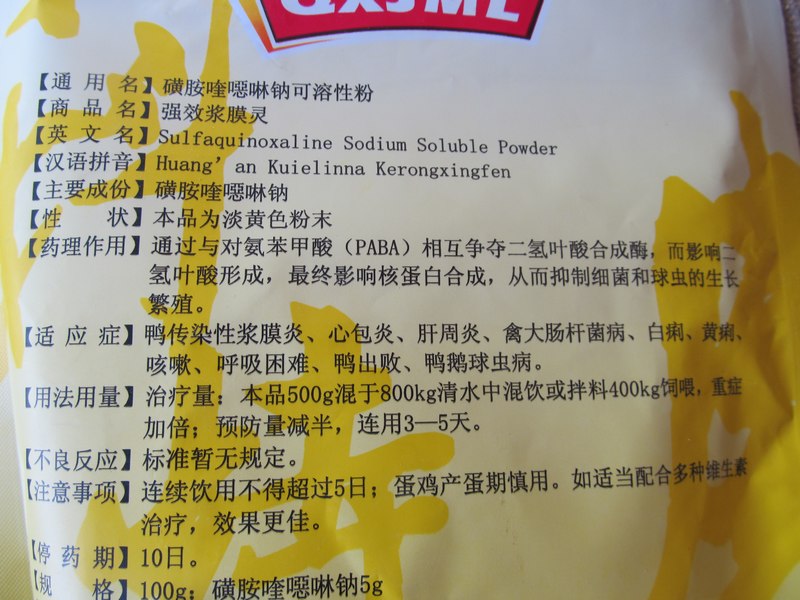 QXJML
【通 用 名】磺胺喹噁啉钠可溶性粉
【商 品 名】强效浆膜灵
【英 文 名】Sulfaquinoxaline Sodium Soluble Powder
【汉语拼音】Huang'an Kuielinna Kerongxingfen
【主要成份】磺胺喹噁啉钠
【性 状】本品为淡黄色粉末
【药理作用】通过与对氨苯甲酸（PABA）相互争夺二氢叶酸合成酶，而影响二
氢叶酸形成，最终影响核蛋白合成，从而抑制细菌和球虫的生长
繁殖。
【适 应 症】鸭传染性浆膜炎、心包炎、肝周炎、禽大肠杆菌病、白痢、黄痢、
咳嗽、呼吸困难、鸭出败、鸭鹅球虫病。
【用法用量】治疗量：本品500g混于800kg清水中混饮或拌料400kg饲喂，重症
加倍；预防量减半，连用3—5天。
【不良反应】标准暂无规定。
【注意事项】连续饮用不得超过5日；蛋鸡产蛋期慎用。如适当配合多种维生素
治疗，效果更佳。
【停 药 期】10日。
【规 格】100g：磺胺喹噁啉钠5g